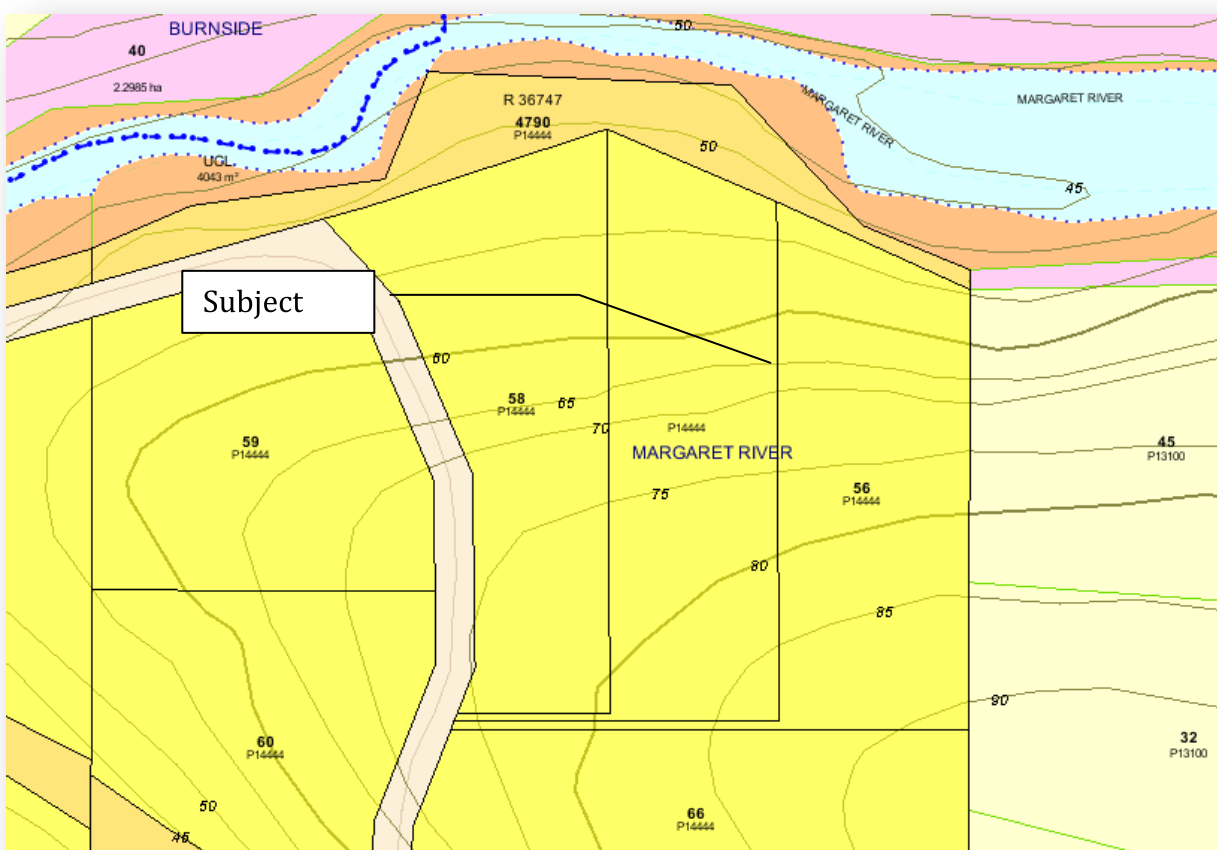 BURNSIDE
50
40
2.2985 ha
R 36747
4790
P14444
MARGARET RIVER
MARGARET RIVER
50
UCL
4043 m²
45
Subject
60
58
P14444
65
70
P14444
59
P14444
MARGARET RIVER
45
P13100
75
56
P14444
80
85
90
60
P14444
32
P13100
50
66
P14444
45